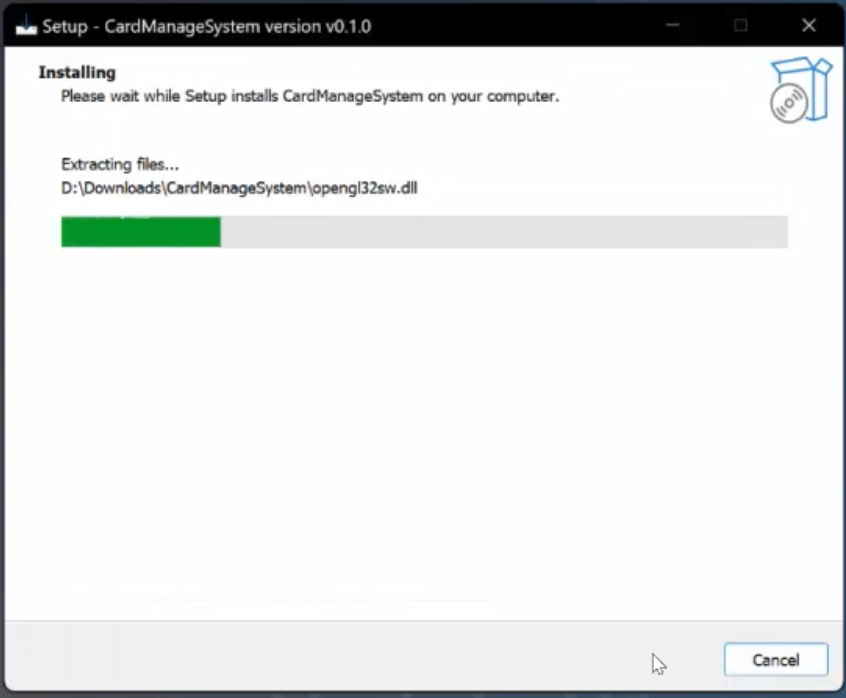 Setup - CardManageSystem version v0.1.0
Installing
Please wait while Setup installs CardManageSystem on your computer.
Extracting files...
D:\Downloads\CardManageSystem\opengl32sw.dll
Cancel